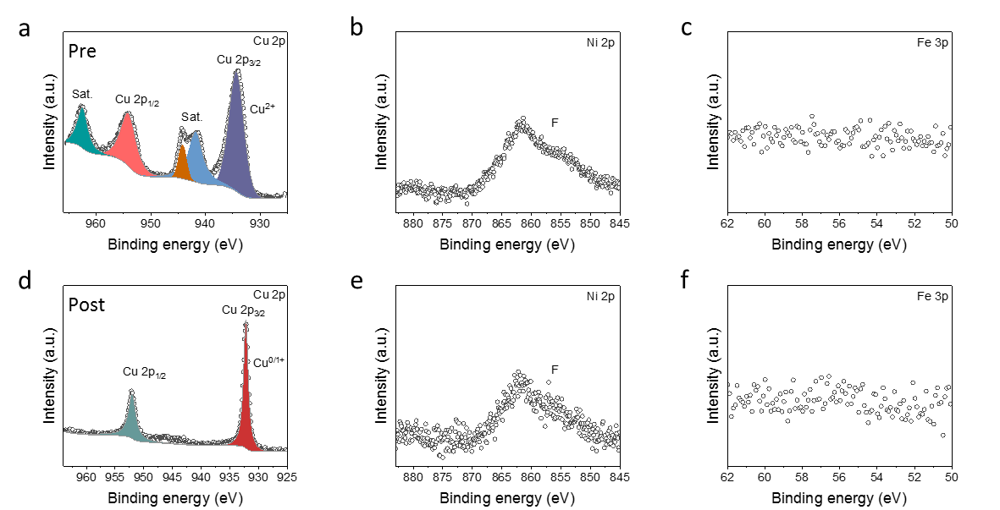 a
Cu 2p
Pre
Cu 2p3/2
Sat.
Cu 2p1/2
Cu2+
Sat.
Intensity (a.u.)
960 950 940 930
Binding energy (eV)
b
Ni 2p
F
Intensity (a.u.)
880 875 870 865 860 855 850 845
Binding energy (eV)
c
Fe 3p
Intensity (a.u.)
62 60 58 56 54 52 50
Binding energy (eV)
d
Cu 2p
Post
Cu 2p3/2
Cu0/1+
Cu 2p1/2
Intensity (a.u.)
960 955 950 945 940 935 930 925
Binding energy (eV)
e
Ni 2p
F
Intensity (a.u.)
880 875 870 865 860 855 850 845
Binding energy (eV)
f
Fe 3p
Intensity (a.u.)
62 60 58 56 54 52 50
Binding energy (eV)